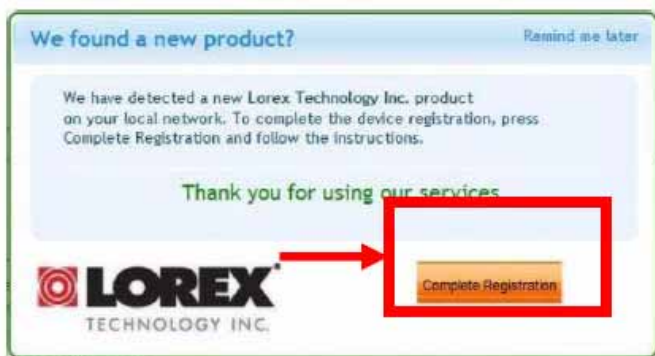 We found a new product?
Remind me later
We have detected a new Lorex Technology Inc. product
on your local network. To complete the device registration, press
Complete Registration and follow the instructions.
Thank you for using our services
LOREX
TECHNOLOGY INC.
Complete Registration